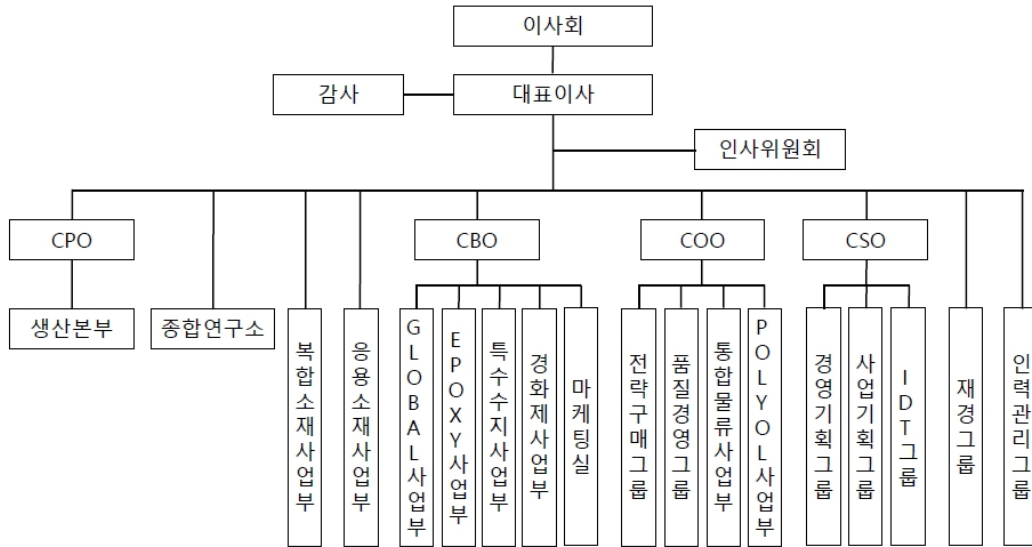 이사회
감사
대표이사
인사위원회
CPO
CBO
COO
CSO
생산본부
종합연구소
복합소재사업부
응용소재사업부
GLOBAL사업부
EPOXY사업부
특수수지사업부
경화제사업부
마케팅실
전략구매그룹
품질경영그룹
통합물류사업부
POLYOL사업부
경영기획그룹
사업기획그룹
IDT그룹
재경그룹
인력관리그룹